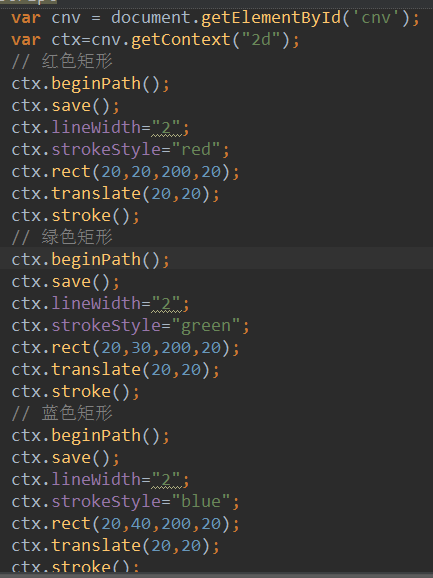 var cnv = document.getElementById('cnv');
var ctx=cnv.getContext("2d");
// 红色矩形
ctx.beginPath();
ctx.save();
ctx.lineWidth="2";
ctx.strokeStyle="red";
ctx.rect(20,20,200,20);
ctx.translate(20,20);
ctx.stroke();
// 绿色矩形
ctx.beginPath();
ctx.save();
ctx.lineWidth="2";
ctx.strokeStyle="green";
ctx.rect(20,30,200,20);
ctx.translate(20,20);
ctx.stroke();
// 蓝色矩形
ctx.beginPath();
ctx.save();
ctx.lineWidth="2";
ctx.strokeStyle="blue";
ctx.rect(20,40,200,20);
ctx.translate(20,20);
ctx.stroke();